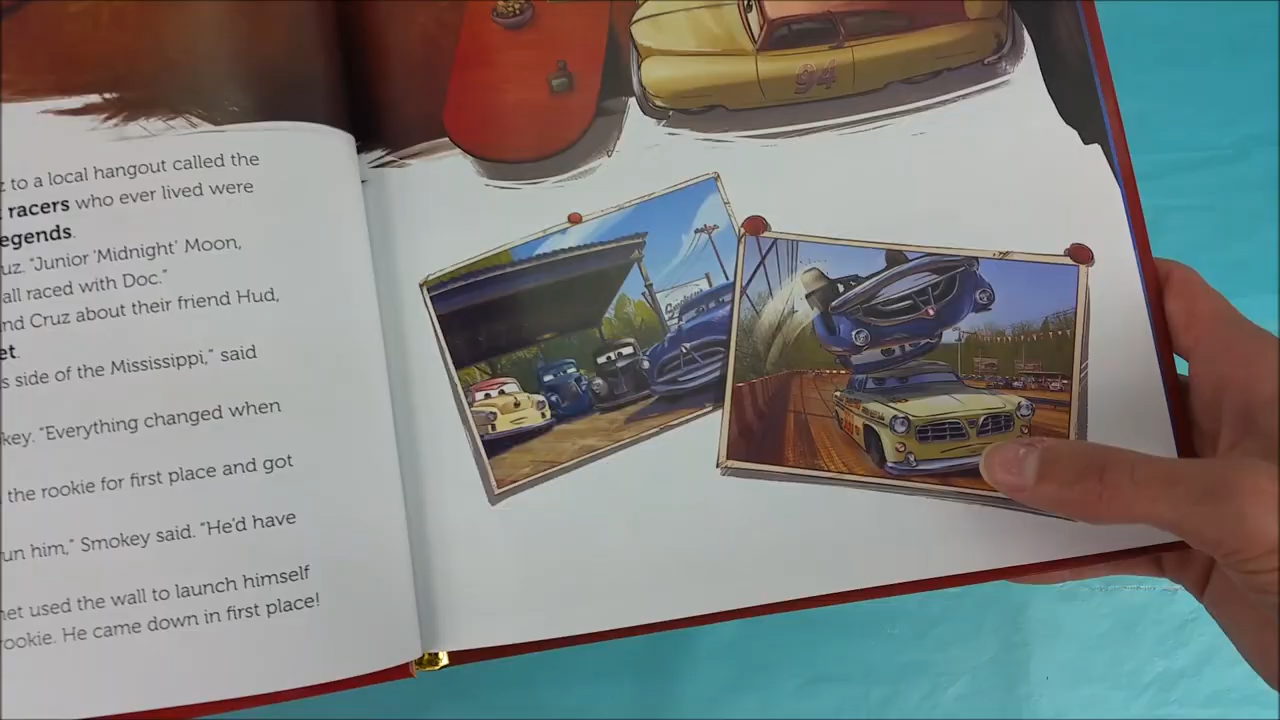 z to a local hangout called the
racers who ever lived were
egends.
uz. "Junior 'Midnight' Moon,
all raced with Doc."
nd Cruz about their friend Hud,
et.
s side of the Mississippi," said
key. "Everything changed when
the rookie for first place and got
un him," Smokey said. "He'd have
net used the wall to launch himself
rookie. He came down in first place!
94